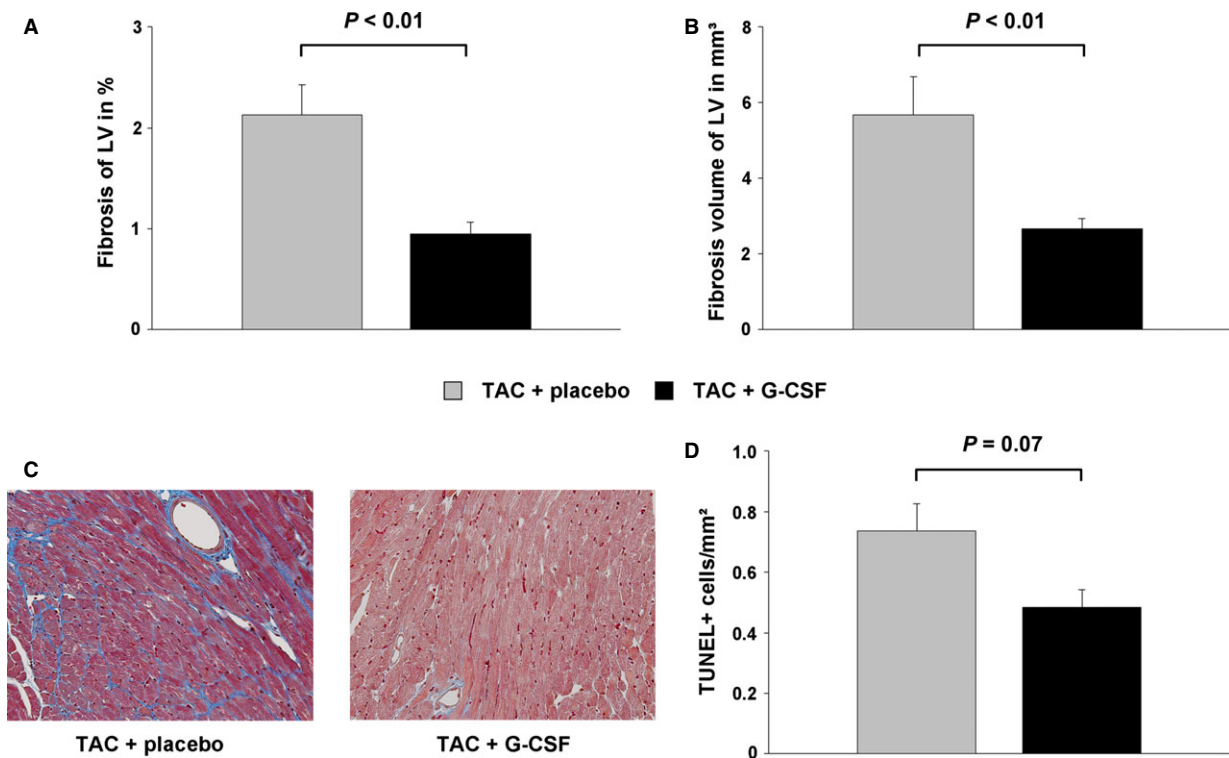 A
P < 0.01
Fibrosis of LV in %
3
2
1
0
B
P < 0.01
Fibrosis volume of LV in mm³
8
6
4
2
0
TAC + placebo
TAC + G-CSF
C
TAC + placebo
TAC + G-CSF
D
P = 0.07
TUNEL+ cells/mm²
1.0
0.8
0.6
0.4
0.2
0